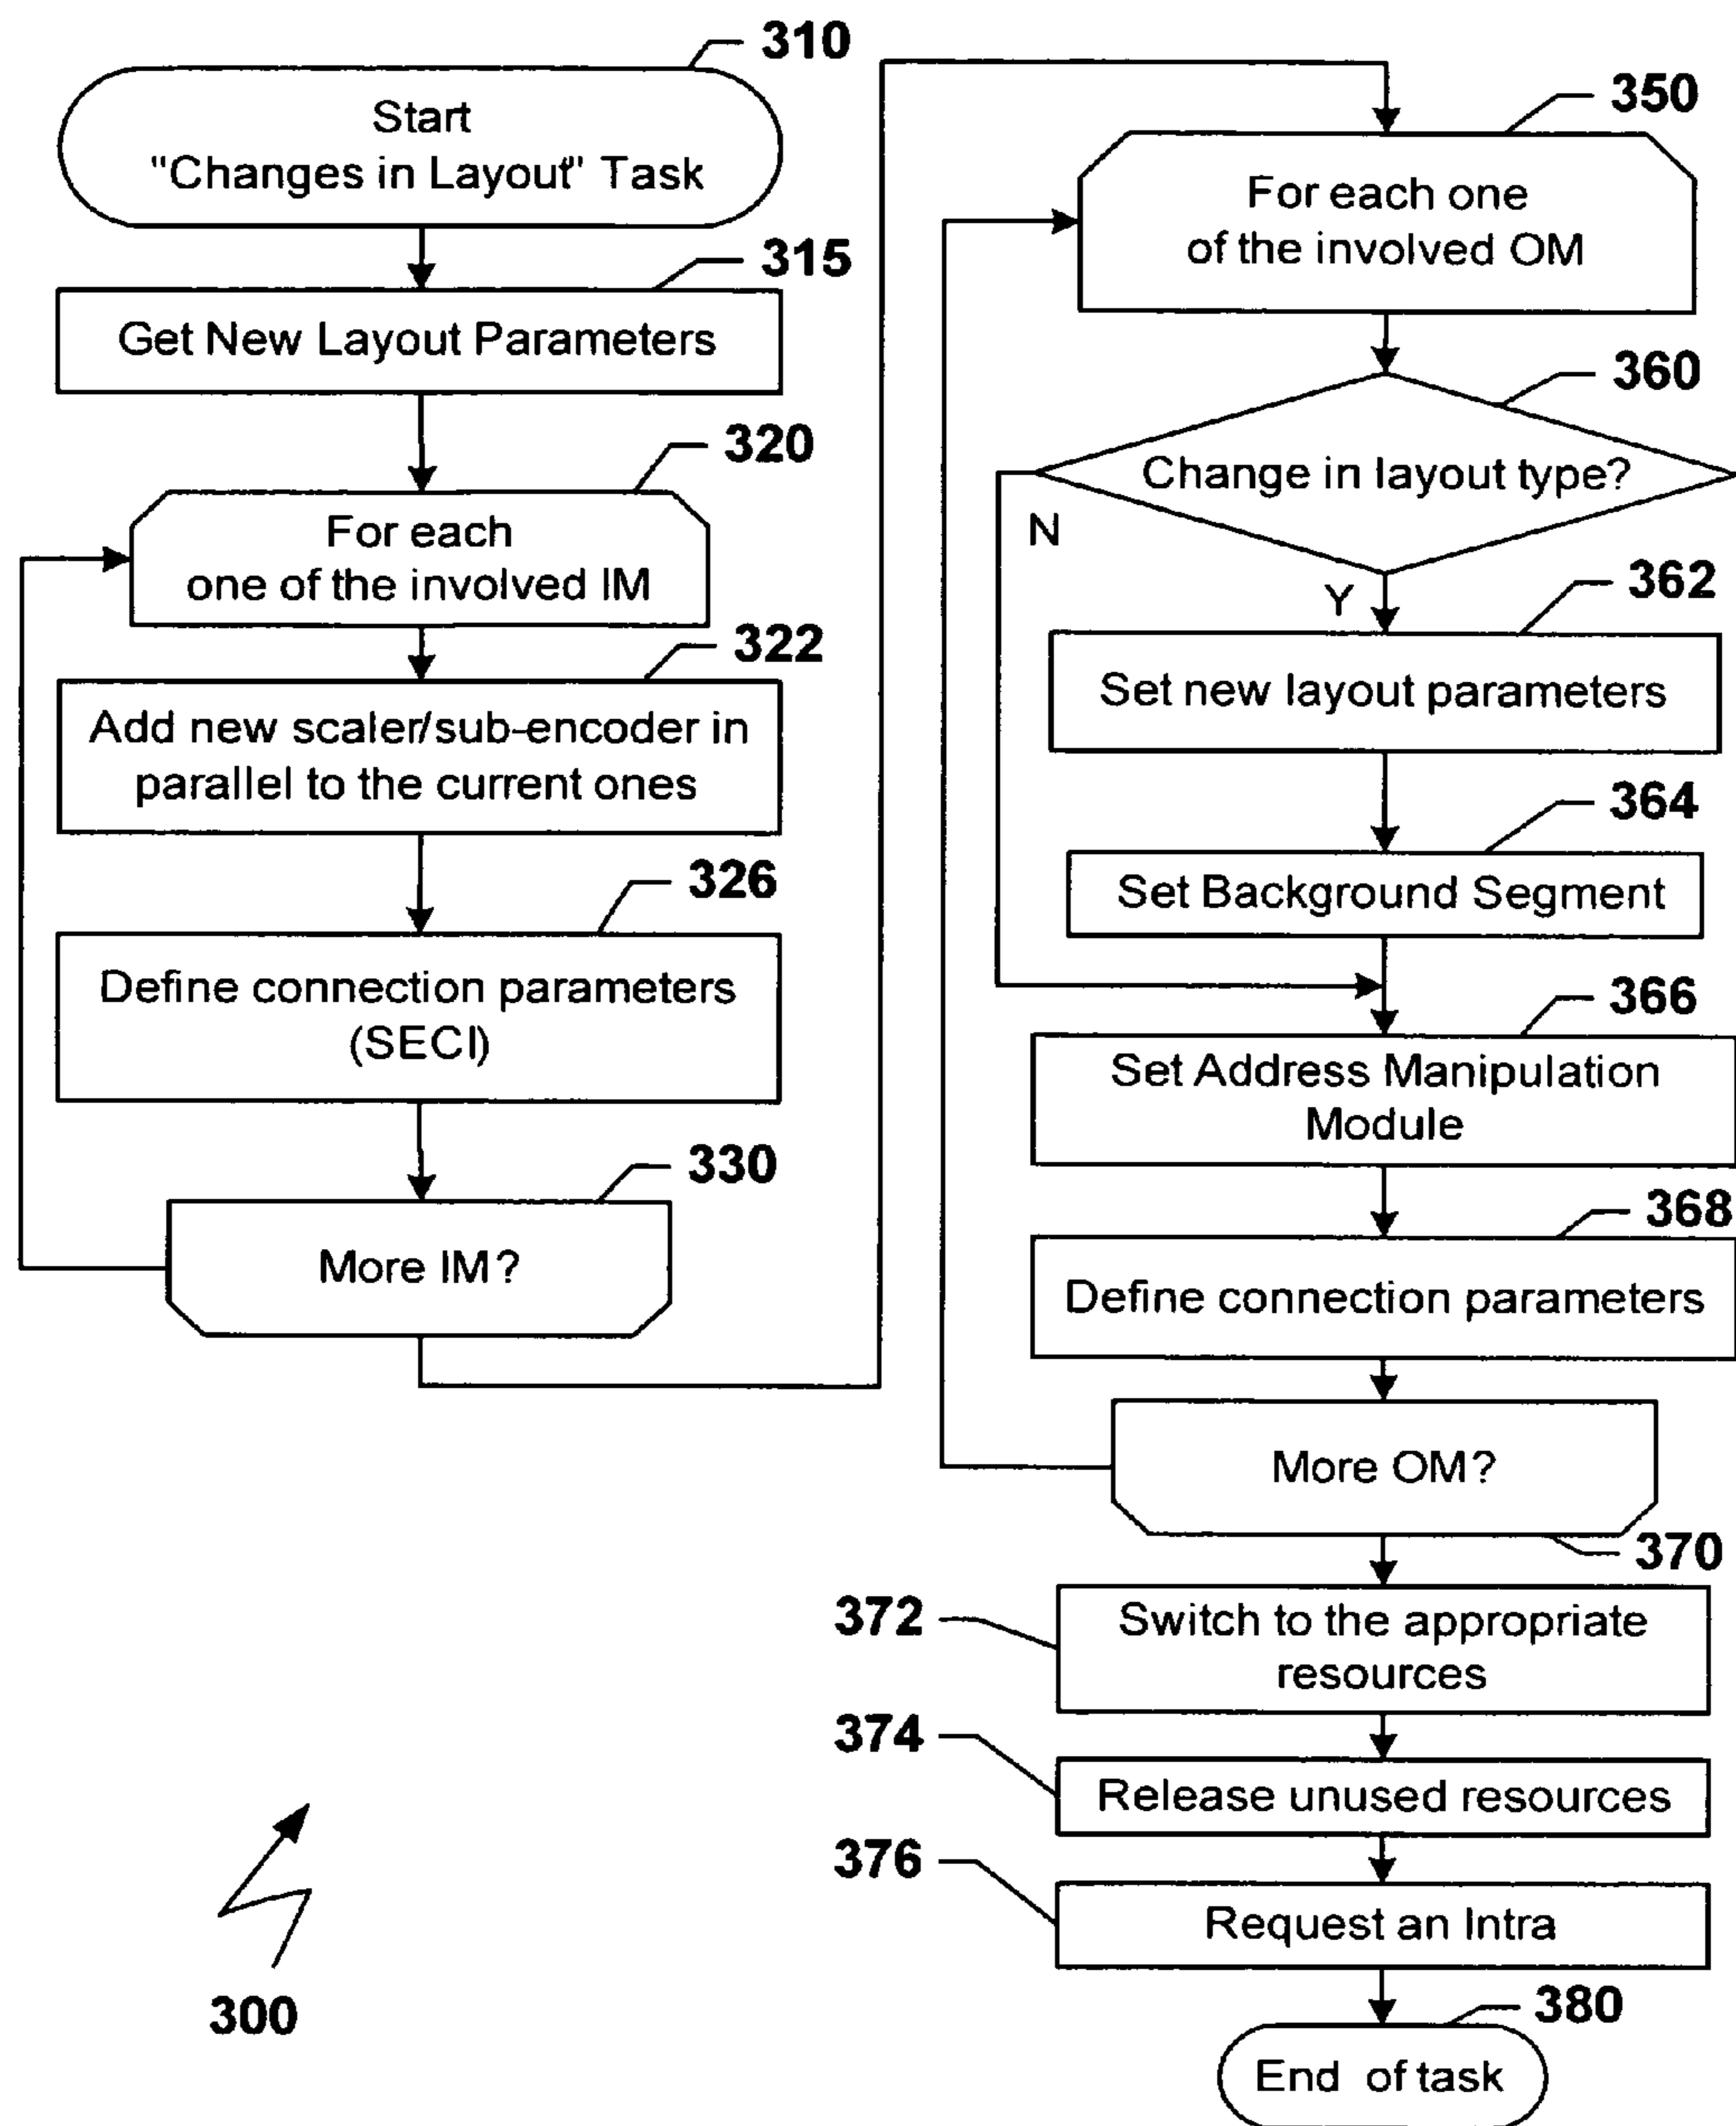 310
Start
"Changes in Layout" Task
315
Get New Layout Parameters
320
For each
one of the involved IM
322
Add new scaler/sub-encoder in
parallel to the current ones
326
Define connection parameters
(SECI)
330
More IM?
350
For each one
of the involved OM
360
Change in layout type?
N
Y
362
Set new layout parameters
364
Set Background Segment
366
Set Address Manipulation
Module
368
Define connection parameters
More OM?
370
372
Switch to the appropriate
resources
374
Release unused resources
376
Request an Intra
380
End of task
300